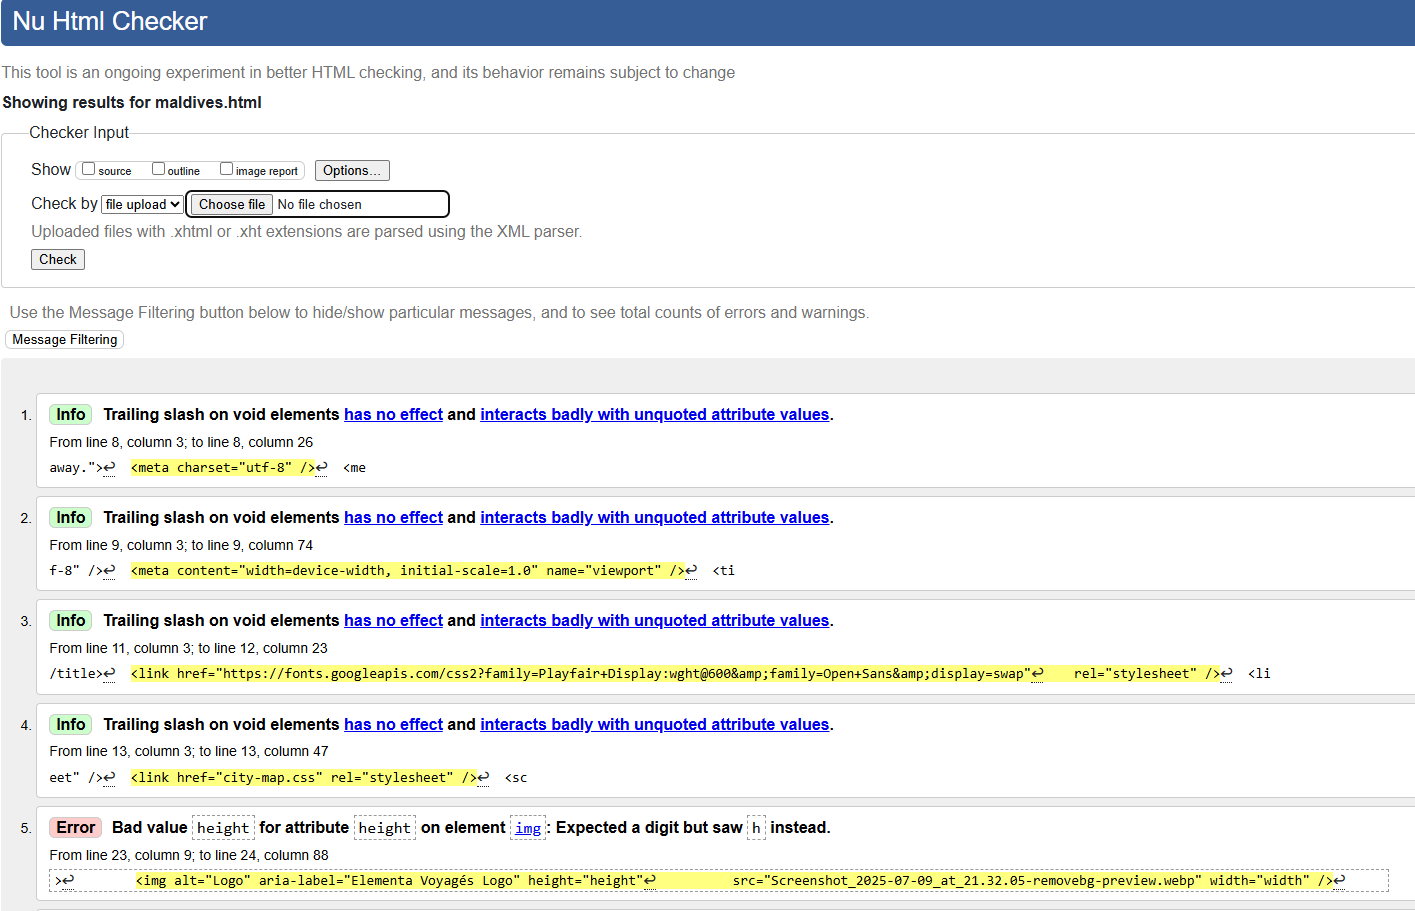 Nu Html Checker
This tool is an ongoing experiment in better HTML checking, and its behavior remains subject to change
Showing results for maldives.html
Checker Input
Show source outline image report Options...
Check by file upload Choose file No file chosen
Uploaded files with .xhtml or .xht extensions are parsed using the XML parser.
Check
Use the Message Filtering button below to hide/show particular messages, and to see total counts of errors and warnings.
Message Filtering
1. Info Trailing slash on void elements has no effect and interacts badly with unquoted attribute values.
From line 8, column 3; to line 8, column 26
away.">↩ <meta charset="utf-8" />↩ <me
2. Info Trailing slash on void elements has no effect and interacts badly with unquoted attribute values.
From line 9, column 3; to line 9, column 74
f-8" />↩ <meta content="width=device-width, initial-scale=1.0" name="viewport" />↩ <ti
3. Info Trailing slash on void elements has no effect and interacts badly with unquoted attribute values.
From line 11, column 3; to line 12, column 23
/title>↩ <link href="https://fonts.googleapis.com/css2?family=Playfair+Display:wght@600&amp;family=Open+Sans&amp;display=swap"↩ rel="stylesheet" />↩ <li
4. Info Trailing slash on void elements has no effect and interacts badly with unquoted attribute values.
From line 13, column 3; to line 13, column 47
eet" />↩ <link href="city-map.css" rel="stylesheet" />↩ <sc
5. Error Bad value height for attribute height on element img: Expected a digit but saw h instead.
From line 23, column 9; to line 24, column 88
>↩ <img alt="Logo" aria-label="Elementa Voyagés Logo" height="height"↩ src="Screenshot_2025-07-09_at_21.32.05-removebg-preview.webp" width="width" />↩